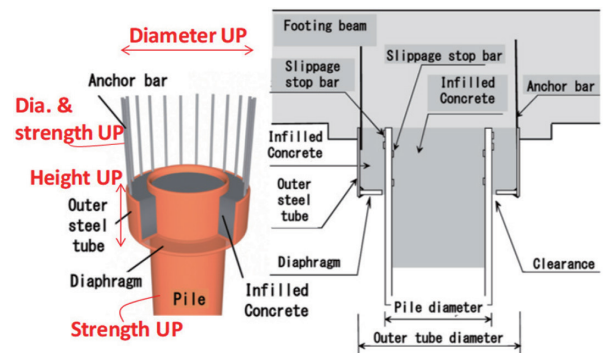 Diameter UP
Anchor bar
Dia. &
strength UP
Height UP
Outer
steel
tube
Diaphragm
Pile
Infilled
Concrete
Strength UP
Footing beam
Slippage
stop bar
Slippage stop bar
Infilled
Concrete
Anchor bar
Infilled
Concrete
Outer
steel
tube
Diaphragm
Clearance
Pile diameter
Outer tube diameter